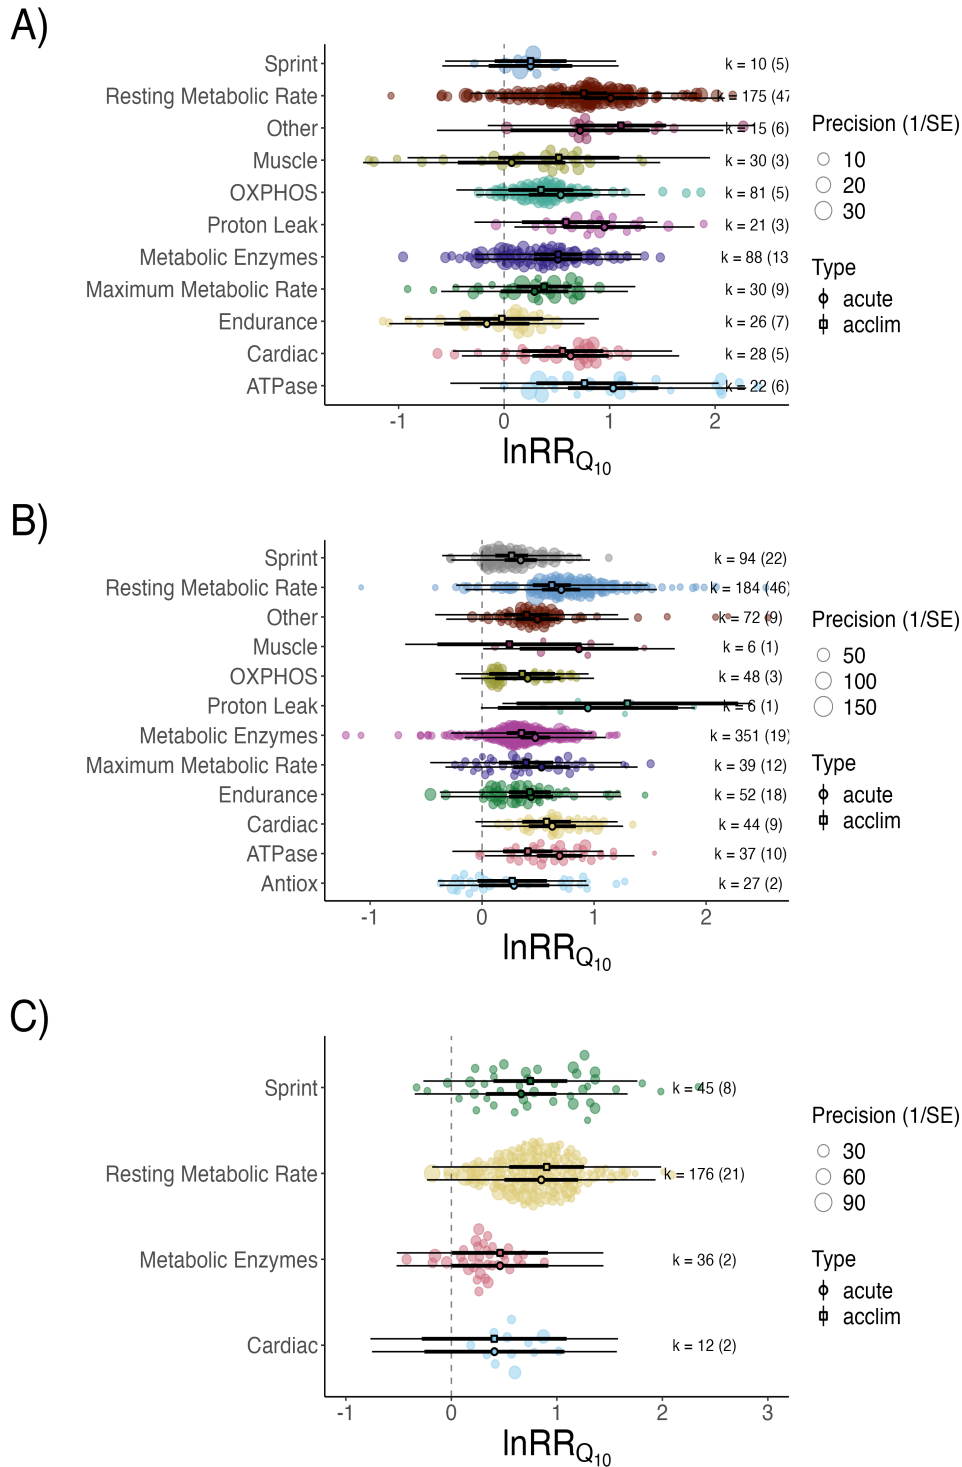 A)
Sprint
k = 10 (5)
Resting Metabolic Rate
k = 175 (47
Other
k = 15 (6)
Muscle
k = 30 (3)
OXPHOS
k = 81 (5)
Proton Leak
k = 21 (3)
Metabolic Enzymes
k = 88 (13
Maximum Metabolic Rate
k = 30 (9)
Endurance
k = 26 (7)
Cardiac
k = 28 (5)
ATPase
k = 22 (6)
-1 0 1 2
lnRR Q10
Precision (1/SE)
10
20
30
Type
acute
acclim
B)
Sprint
k = 94 (22)
Resting Metabolic Rate
k = 184 (46)
Other
k = 72 (9)
Muscle
k = 6 (1)
OXPHOS
k = 48 (3)
Proton Leak
k = 6 (1)
Metabolic Enzymes
k = 351 (19)
Maximum Metabolic Rate
k = 39 (12)
Endurance
k = 52 (18)
Cardiac
k = 44 (9)
ATPase
k = 37 (10)
Antiox
k = 27 (2)
-1 0 1 2
lnRR Q10
Precision (1/SE)
50
100
150
Type
acute
acclim
C)
Sprint
k = 45 (8)
Resting Metabolic Rate
k = 176 (21)
Metabolic Enzymes
k = 36 (2)
Cardiac
k = 12 (2)
-1 0 1 2 3
lnRR Q10
Precision (1/SE)
30
60
90
Type
acute
acclim